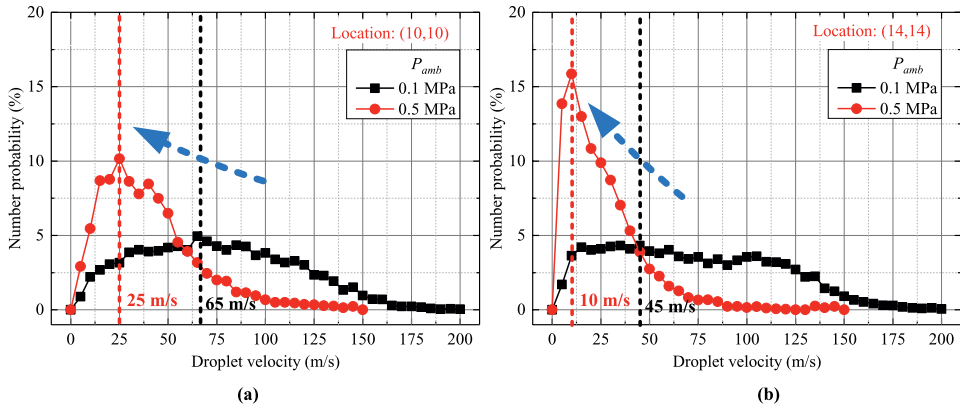 Location: (10,10)
P_amb
0.1 MPa
0.5 MPa
25 m/s
65 m/s
Number probability (%)
0
5
10
15
20
0 25 50 75 100 125 150 175 200
Droplet velocity (m/s)
(a)
Location: (14,14)
P_amb
0.1 MPa
0.5 MPa
10 m/s
45 m/s
Number probability (%)
0
5
10
15
20
0 25 50 75 100 125 150 175 200
Droplet velocity (m/s)
(b)